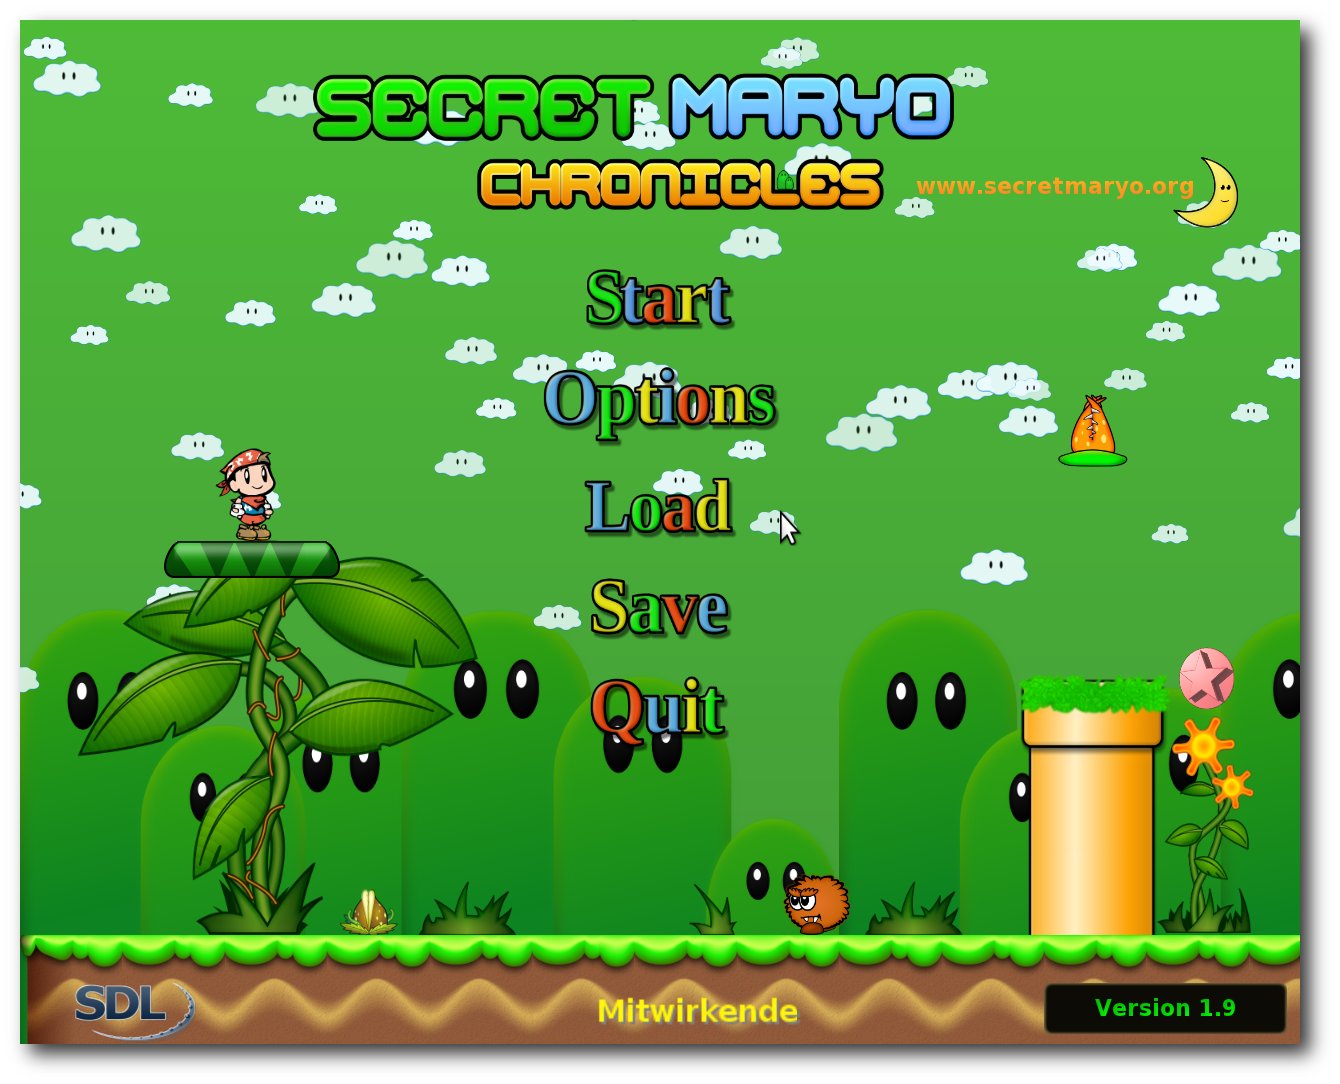 SECRET MARYO
CHRONICLES
www.secretmaryo.org
Start
Options
Load
Save
Quit
SDL
Mitwirkende
Version 1.9